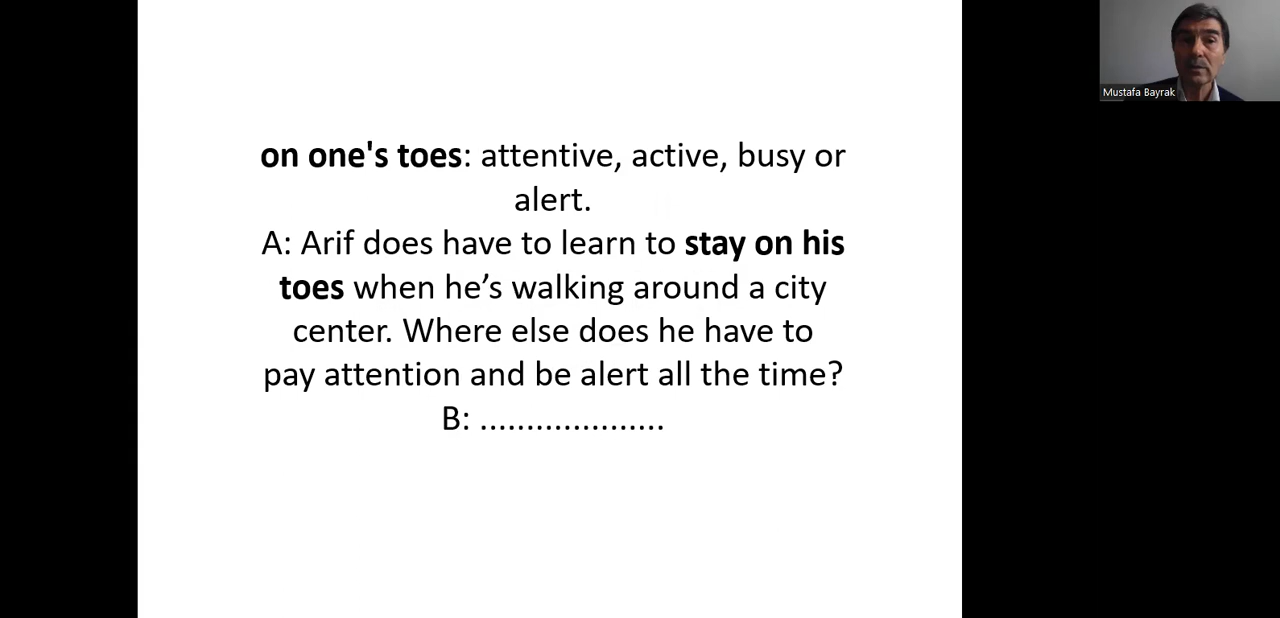 Mustafa Bayrak
on one's toes: attentive, active, busy or
alert.
A: Arif does have to learn to stay on his
toes when he’s walking around a city
center. Where else does he have to
pay attention and be alert all the time?
B: ....................